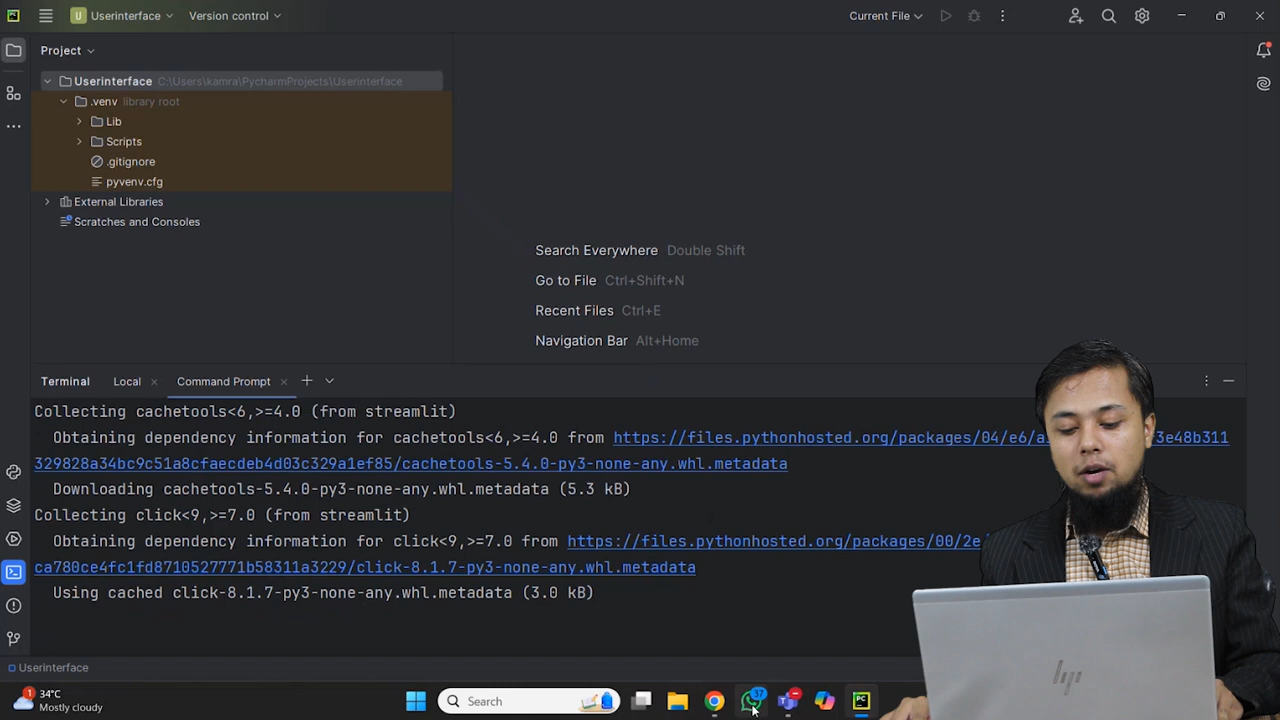 U Userinterface Version control Current File
Project
Userinterface C:\Users\kamra\PycharmProjects\Userinterface
.venv library root
Lib
Scripts
.gitignore
pyvenv.cfg
External Libraries
Scratches and Consoles
Search Everywhere Double Shift
Go to File Ctrl+Shift+N
Recent Files Ctrl+E
Navigation Bar Alt+Home
Terminal Local Command Prompt
Collecting cachetools<6,>=4.0 (from streamlit)
Obtaining dependency information for cachetools<6,>=4.0 from https://files.pythonhosted.org/packages/04/e6/a 3e48b311
329828a34bc9c51a8cfaecdeb4d03c329a1ef85/cachetools-5.4.0-py3-none-any.whl.metadata
Downloading cachetools-5.4.0-py3-none-any.whl.metadata (5.3 kB)
Collecting click<9,>=7.0 (from streamlit)
Obtaining dependency information for click<9,>=7.0 from https://files.pythonhosted.org/packages/00/2e
ca780ce4fc1fd8710527771b58311a3229/click-8.1.7-py3-none-any.whl.metadata
Using cached click-8.1.7-py3-none-any.whl.metadata (3.0 kB)
Userinterface
1 34°C
Mostly cloudy
Search
37
PC
hp